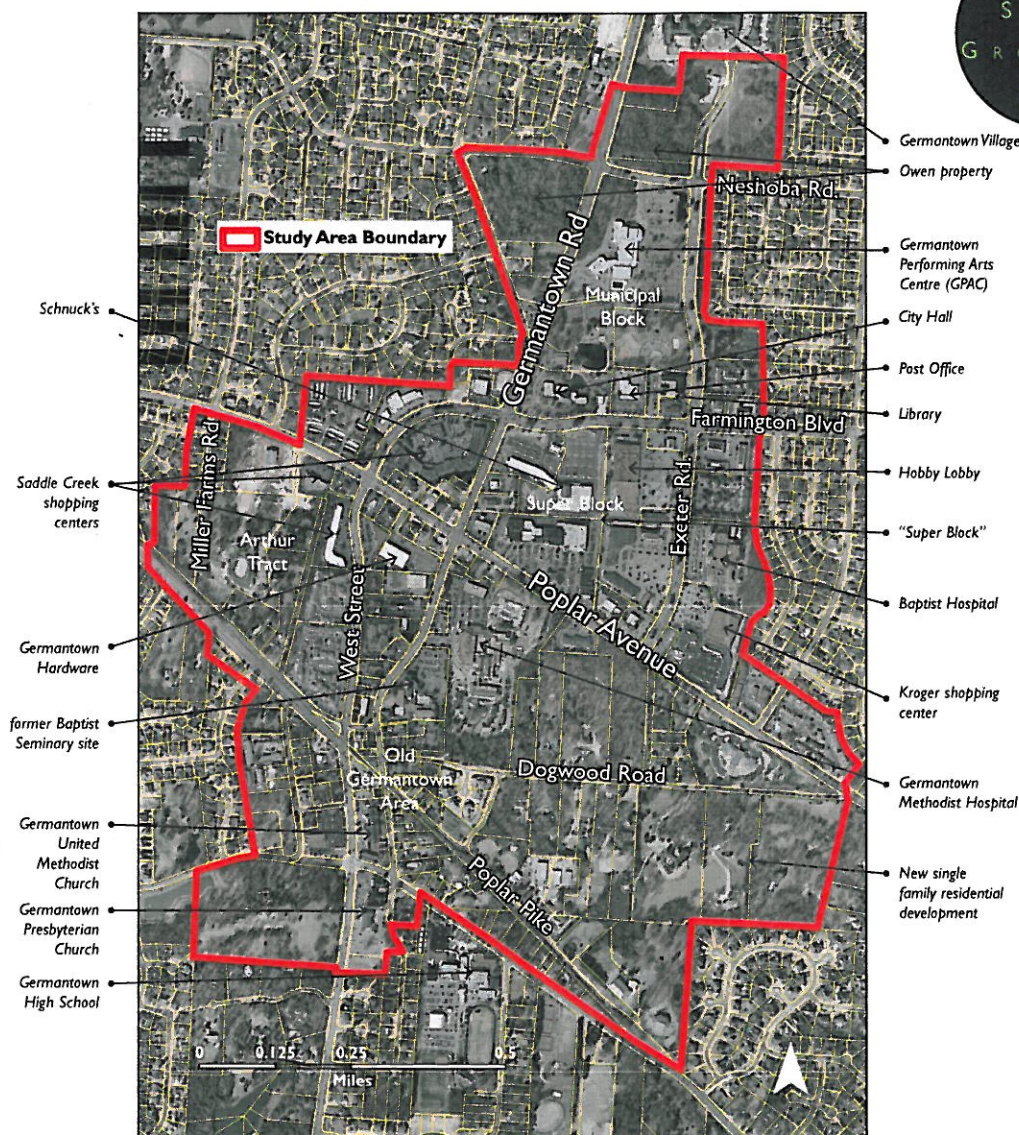 S
G R
Germantown Village
Owen property
Neshoba Rd.
Study Area Boundary
Germantown Rd
Germantown
Performing Arts
Centre (GPAC)
Municipal
Block
Schnuck's
City Hall
Post Office
Library
Farmington Blvd
Miller Farms Rd.
Saddle Creek
shopping
centers
Hobby Lobby
Super Block
Exeter Rd.
"Super Block"
Arthur
Tract
West Street
Poplar Avenue
Baptist Hospital
Germantown
Hardware
Kroger shopping
center
former Baptist
Seminary site
Old
Germantown
Area
Dogwood Road
Germantown
Methodist Hospital
Germantown
United
Methodist
Church
Poplar Pike
New single
family residential
development
Germantown
Presbyterian
Church
Germantown
High School
0 0.125 0.25 0.5
Miles